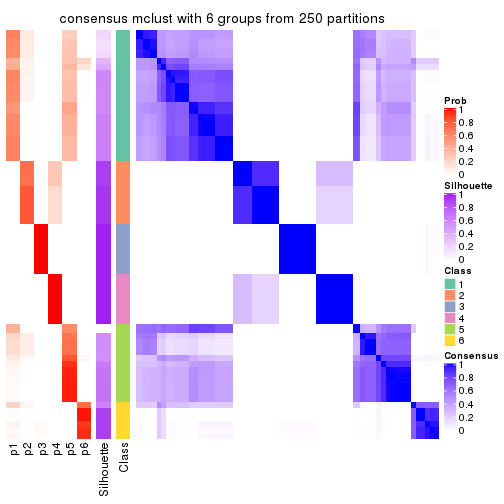 consensus mclust with 6 groups from 250 partitions
Prob
1
0.8
0.6
0.4
0.2
0
Silhouette
1
0.8
0.6
0.4
0.2
0
Class
1
2
3
4
5
6
Consensus
1
0.8
0.6
0.4
0.2
0
p1
p2
p3
p4
p5
p6
Silhouette
Class